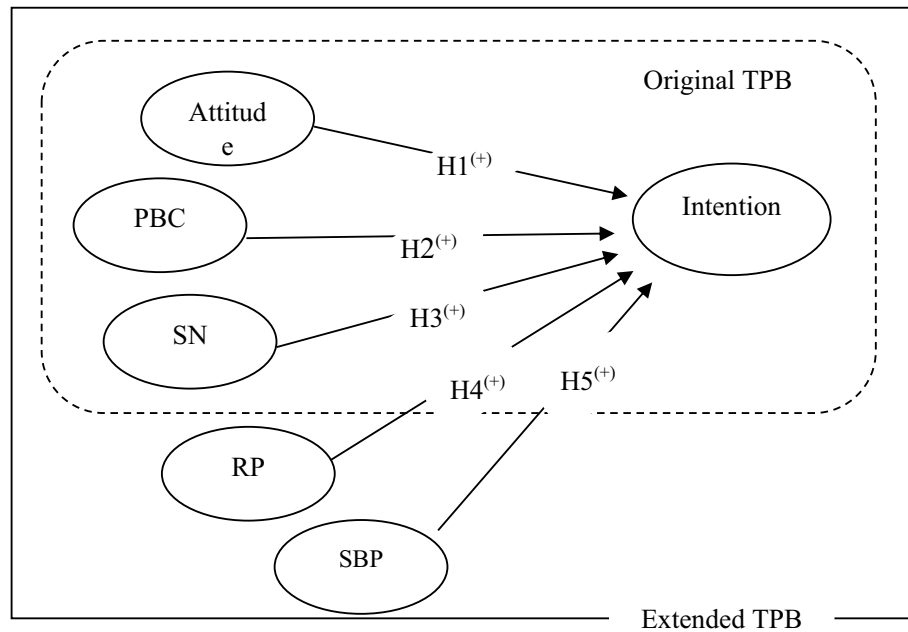 Original TPB
Attitud
e
H1(+)
PBC
Intention
H2(+)
SN
H3(+)
H4(+)
H5(+)
RP
SBP
Extended TPB